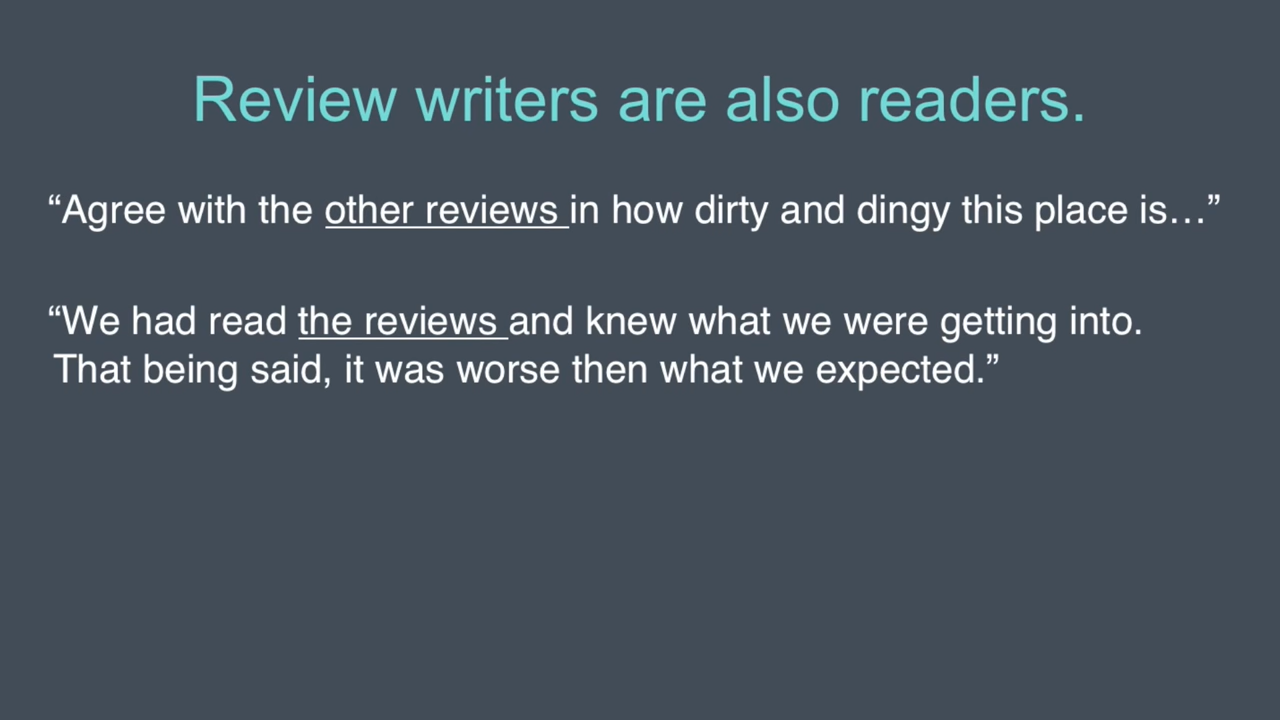 Review writers are also readers.
“Agree with the other reviews in how dirty and dingy this place is…”
“We had read the reviews and knew what we were getting into.
That being said, it was worse then what we expected.”